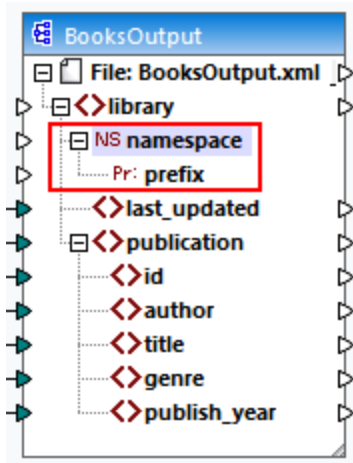 BooksOutput
File: BooksOutput.xml
<>library
NS namespace
Pr: prefix
<>last_updated
<>publication
<>id
<>author
<>title
<>genre
<>publish_year